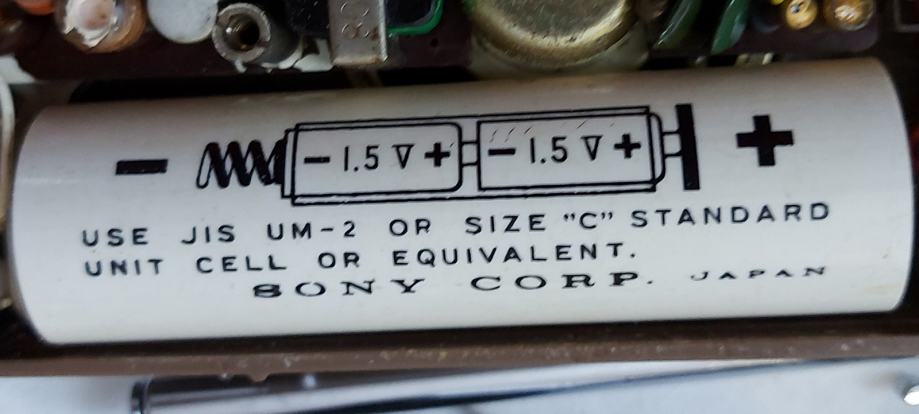 − −1.5 V+ −1.5 V+ +
USE JIS UM-2 OR SIZE "C" STANDARD
UNIT CELL OR EQUIVALENT.
SONY CORP. JAPAN